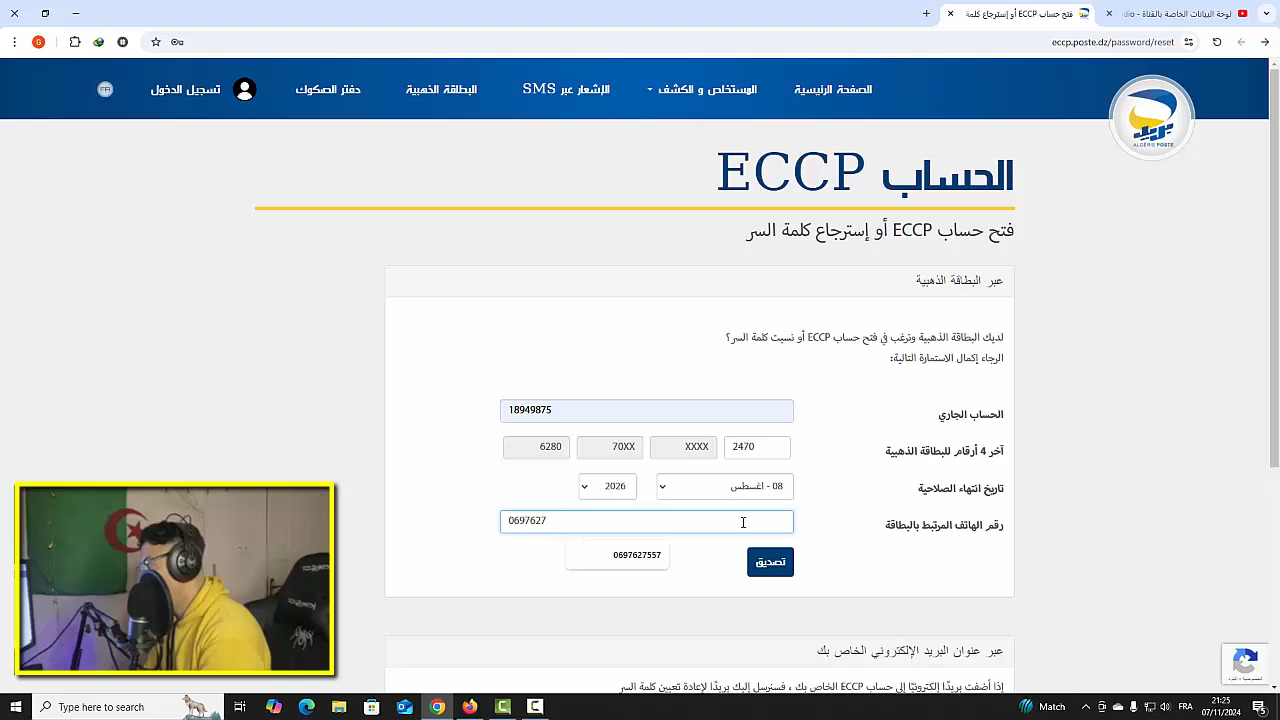 فتح حساب ECCP أو إسترجاع كلمة
لوحة البيانات الخاصة بالقناة - dio
eccp.poste.dz/password/reset
الصفحة الرئيسية
المستخلص و الكشف
الإشعار عبر SMS
البطاقة الذهبية
دفتر الصكوك
تسجيل الدخول
FR
بريد
ALGÉRIE POSTE
الحساب ECCP
فتح حساب ECCP أو إسترجاع كلمة السر
عبر البطاقة الذهبية
لديك البطاقة الذهبية وترغب في فتح حساب ECCP أو نسيت كلمة السر؟
الرجاء إكمال الاستمارة التالية:
الحساب الجاري
18949875
آخر 4 أرقام للبطاقة الذهبية
6280 70XX XXXX 2470
تاريخ انتهاء الصلاحية
08 - اغسطس
2026
رقم الهاتف المرتبط بالبطاقة
0697627
0697627557
تصديق
عبر عنوان البريد الإلكتروني الخاص بك
إذا أضفت بريدًا إلكترونيًا إلى حساب ECCP الخاص بك ، فسنرسل إليك بريدًا لإعادة تعيين كلمة السر
Type here to search
Match
21:25
07/11/2024